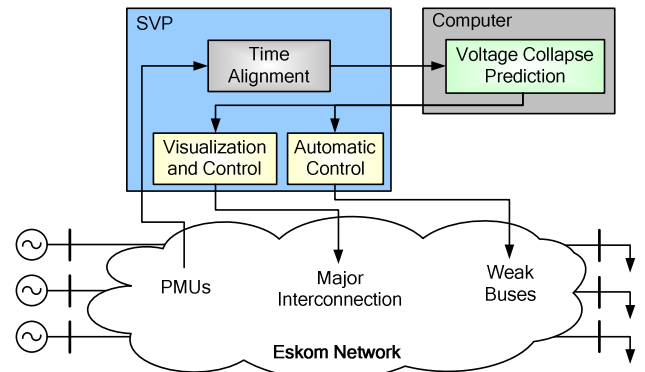 SVP
Computer
Time
Alignment
Voltage Collapse
Prediction
Visualization
and Control
Automatic
Control
PMUs
Major
Interconnection
Weak
Buses
Eskom Network